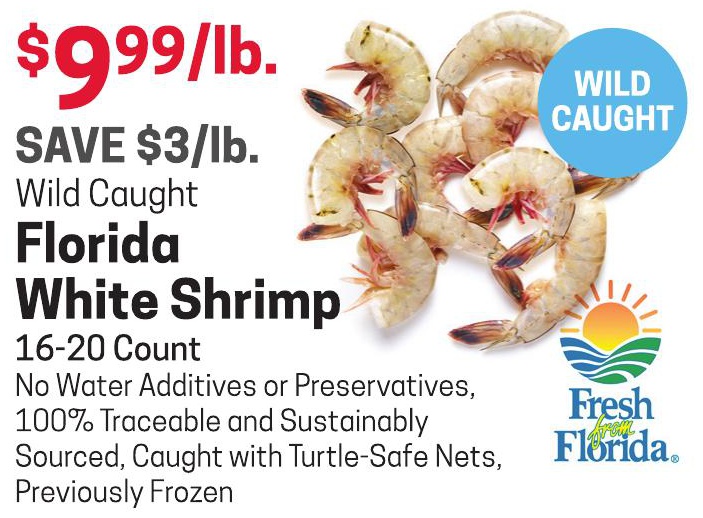 $9.99/lb.
SAVE $3/lb.
Wild Caught
Florida
White Shrimp
16-20 Count
No Water Additives or Preservatives,
100% Traceable and Sustainably
Sourced, Caught with Turtle-Safe Nets,
Previously Frozen
WILD
CAUGHT
Fresh
from
Florida®